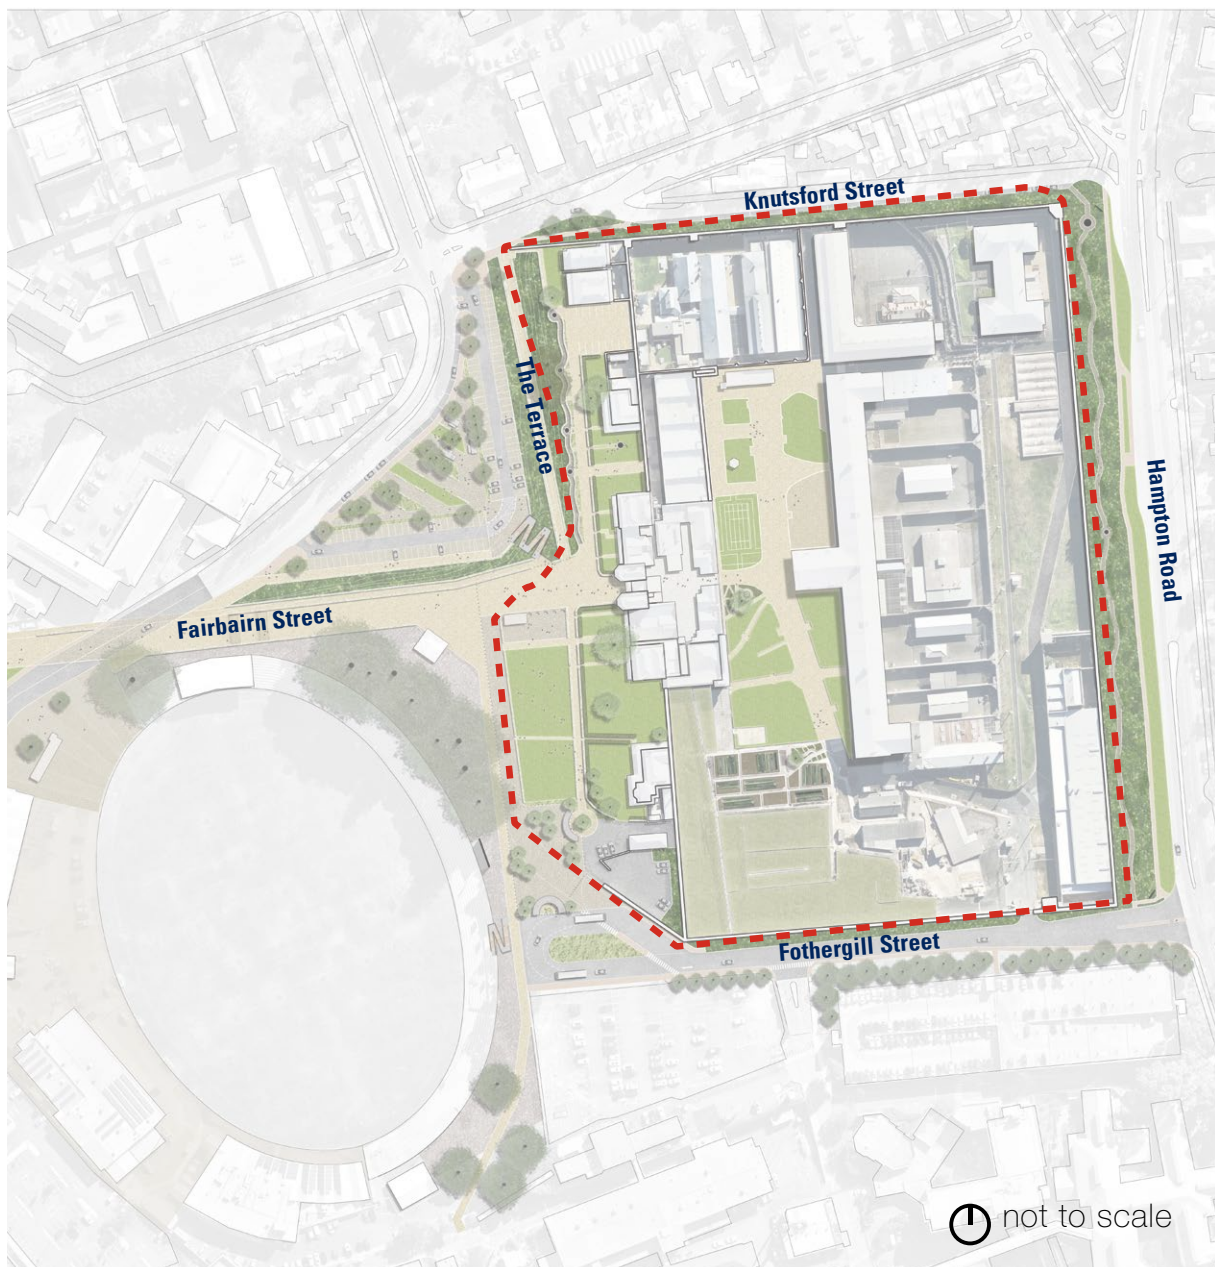 Knutsford Street
The Terrace
Hampton Road
Fairbairn Street
Fothergill Street
not to scale